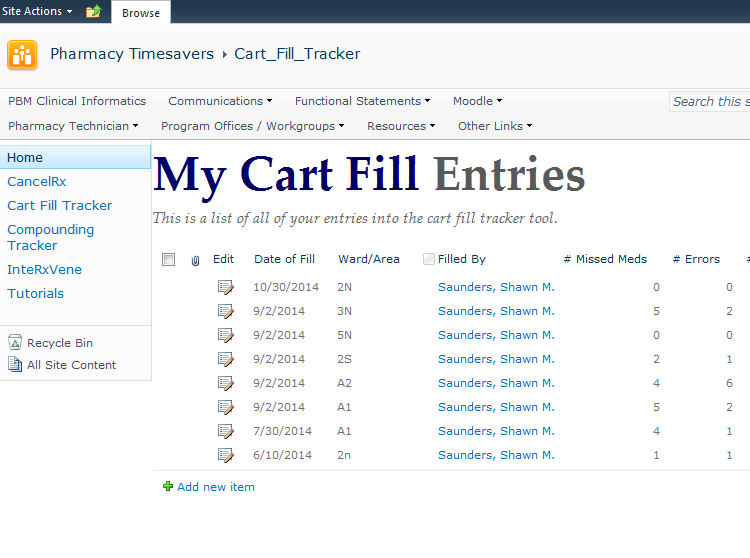 Site Actions Browse
Pharmacy Timesavers Cart_Fill_Tracker
PBM Clinical Informatics Communications Functional Statements Moodle
Search this s
Pharmacy Technician Program Offices / Workgroups Resources Other Links
Home
CancelRx
Cart Fill Tracker
Compounding
Tracker
InteRxVene
Tutorials
Recycle Bin
All Site Content
My Cart Fill Entries
This is a list of all of your entries into the cart fill tracker tool.
Edit Date of Fill Ward/Area Filled By # Missed Meds # Errors #
10/30/2014 2N Saunders, Shawn M. 0 0
9/2/2014 3N Saunders, Shawn M. 5 2
9/2/2014 5N Saunders, Shawn M. 0 0
9/2/2014 2S Saunders, Shawn M. 2 1
9/2/2014 A2 Saunders, Shawn M. 4 6
9/2/2014 A1 Saunders, Shawn M. 5 2
7/30/2014 A1 Saunders, Shawn M. 4 1
6/10/2014 2n Saunders, Shawn M. 1 1
Add new item